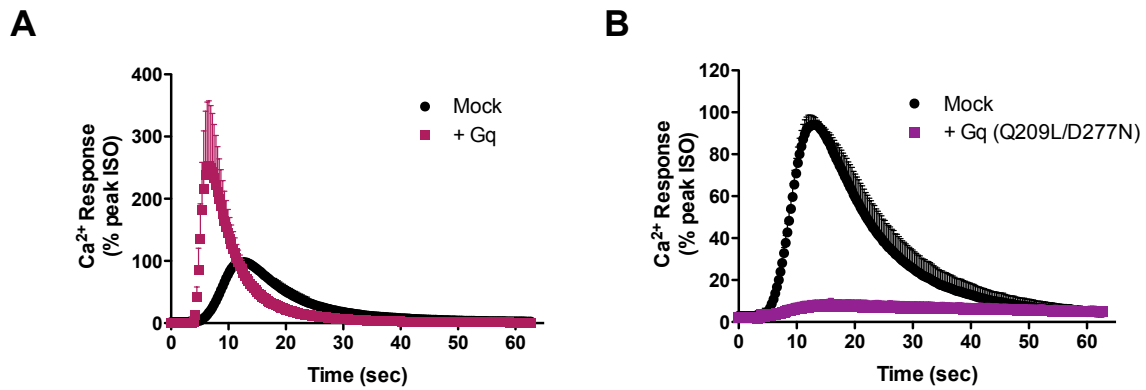 A
Ca²⁺ Response
(% peak ISO)
400
300
200
100
0
0 10 20 30 40 50 60
Time (sec)
Mock
+ Gq
B
Ca²⁺ Response
(% peak ISO)
120
100
80
60
40
20
0
0 10 20 30 40 50 60
Time (sec)
Mock
+ Gq (Q209L/D277N)